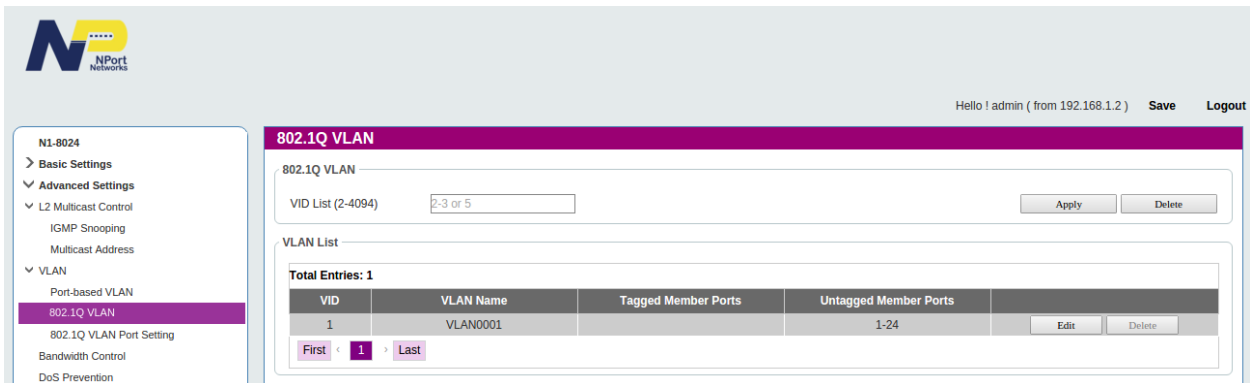 NPort
Networks
Hello ! admin ( from 192.168.1.2 ) Save Logout
N1-8024
Basic Settings
Advanced Settings
L2 Multicast Control
IGMP Snooping
Multicast Address
VLAN
Port-based VLAN
802.1Q VLAN
802.1Q VLAN Port Setting
Bandwidth Control
DoS Prevention
802.1Q VLAN
802.1Q VLAN
VID List (2-4094) 2-3 or 5 Apply Delete
VLAN List
Total Entries: 1
VID VLAN Name Tagged Member Ports Untagged Member Ports
1 VLAN0001 1-24 Edit Delete
First ‹ 1 › Last